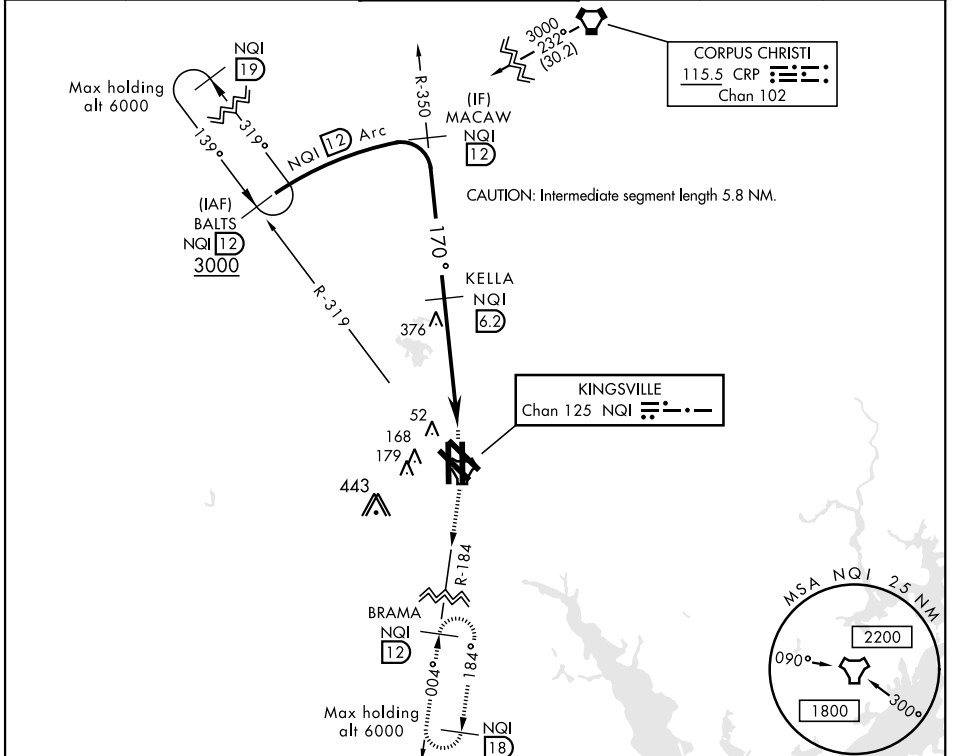 3000
232°
(30.2)
CORPUS CHRISTI
115.5 CRP
Chan 102
NQI
19
Max holding
alt 6000
139°
319°
NQI 12 Arc
R-350
(IF)
MACAW
NQI
12
CAUTION: Intermediate segment length 5.8 NM.
(IAF)
BALTS
NQI 12
3000
170°
R-319
KELLA
NQI
6.2
376
KINGSVILLE
Chan 125 NQI
52
168
179
443
R-184
BRAMA
NQI
12
004°
184°
Max holding
alt 6000
NQI
18
MSA NQI 25 NM
2200
090°
1800
300°